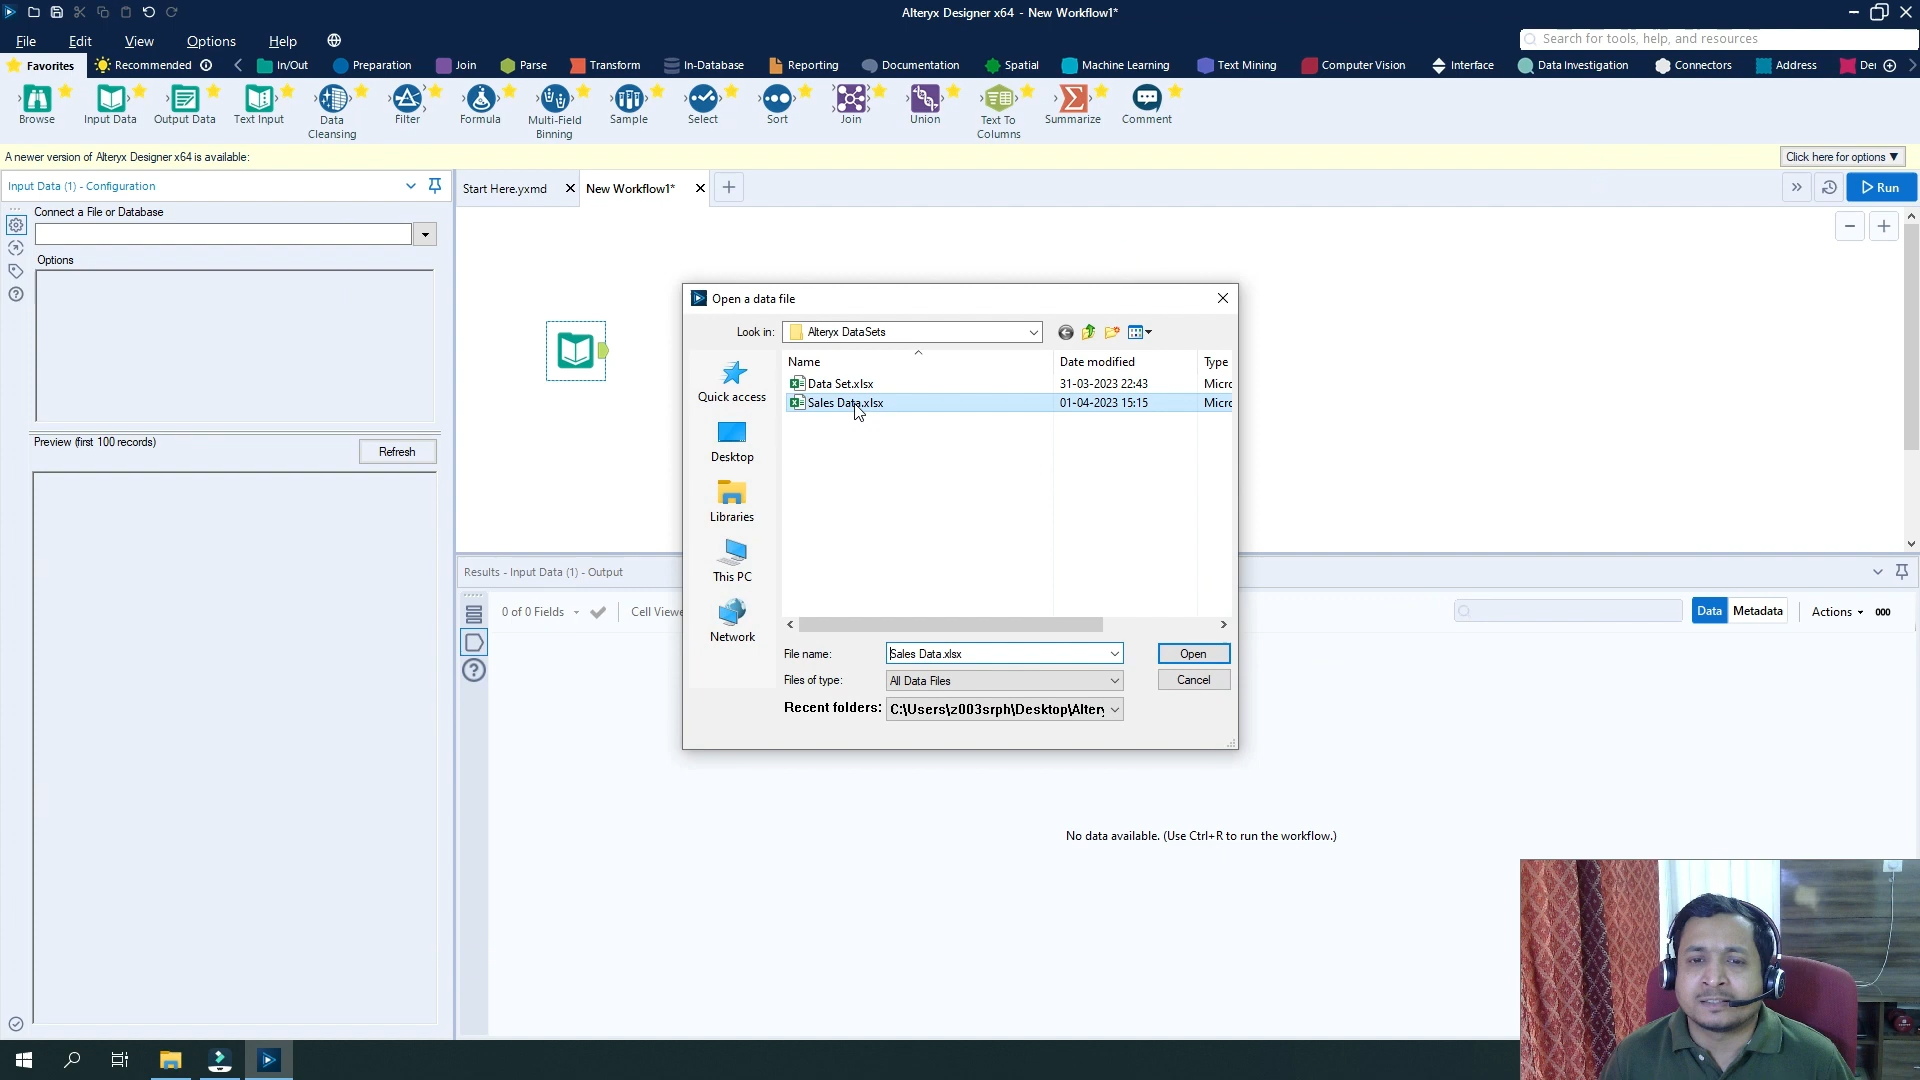 Alteryx Designer x64 - New Workflow1*
File Edit View Options Help
Search for tools, help, and resources
Favorites Recommended In/Out Preparation Join Parse Transform In-Database Reporting Documentation Spatial Machine Learning Text Mining Computer Vision Interface Data Investigation Connectors Address
Browse Input Data Output Data Text Input Data Cleansing Filter Formula Multi-Field Binning Sample Select Sort Join Union Text To Columns Summarize Comment
A newer version of Alteryx Designer x64 is available:
Click here for options ▼
Input Data (1) - Configuration
Start Here.yxmd
New Workflow1*
Run
Connect a File or Database
Options
Preview (first 100 records)
Refresh
Open a data file
Look in: Alteryx DataSets
Name Date modified Type
Data Set.xlsx 31-03-2023 22:43 Micro
Sales Data.xlsx 01-04-2023 15:15 Micro
Quick access
Desktop
Libraries
This PC
Network
File name: Sales Data.xlsx
Open
Files of type: All Data Files
Cancel
Recent folders: C:\Users\z003srph\Desktop\Altery
Results - Input Data (1) - Output
0 of 0 Fields
Cell Viewe
Data Metadata
Actions
000
No data available. (Use Ctrl+R to run the workflow.)